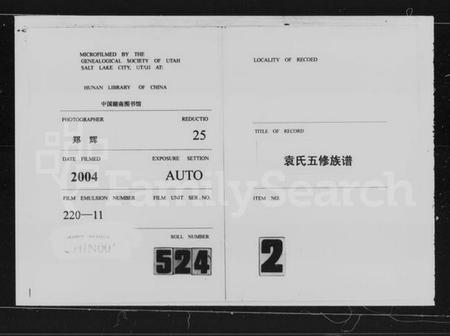 MICROFILMED BY THE
GENEALOGICAL SOCIETY OF UTAH
SALT LAKE CITY, UTAH AT:
HUNAN LIBRARY OF CHINA
中国湖南图书馆
PHOTOGRAPHER
郑 辉
REDUCTIO
25
DATE FILMED
2004
EXPOSURE SETTION
AUTO
FILM EMULSION NUMBER
220—11
FILM UNIT SER. NO.
ROLL NUMBER
524
LOCALITY OF RECOED
TITLE OF RECORD
袁氏五修族谱
ITEM NO.
2
FamilySearch